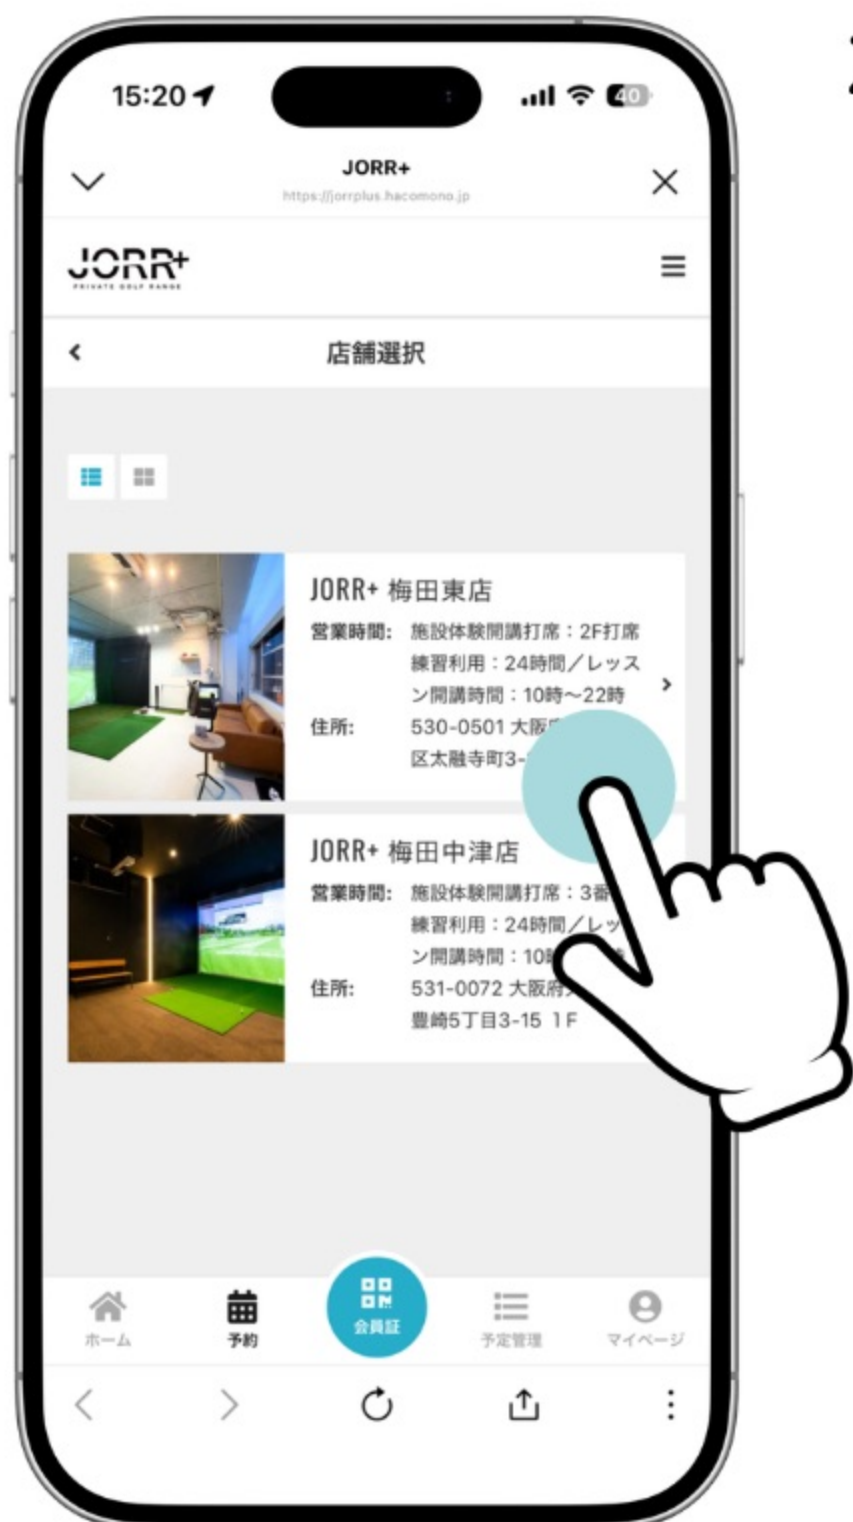 15:20
40
JORR+
https://jorrplus.hacomono.jp
JORR+
PRIVATE GOLF RANGE
店舗選択
JORR+ 梅田東店
営業時間: 施設体験開講打席：2F打席
練習利用：24時間／レッス
ン開講時間：10時〜22時
住所: 530-0501 大阪
区太融寺町3-
JORR+ 梅田中津店
営業時間: 施設体験開講打席：3番
練習利用：24時間／レッ
ン開講時間：10
住所: 531-0072 大阪府
豊崎5丁目3-15 1F
ホーム
予約
会員証
予定管理
マイページ